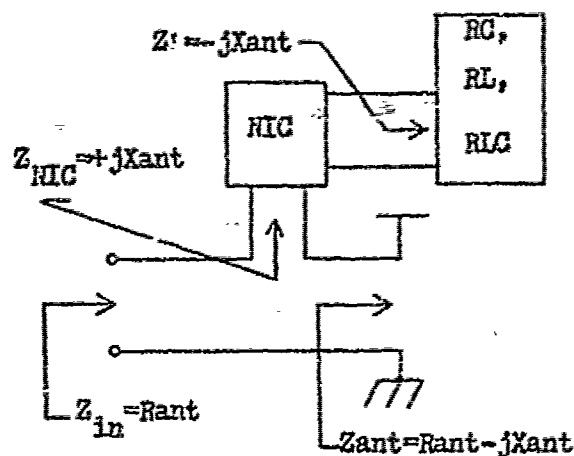 Z'=-jXant
RC,
RL,
RLC
NIC
Z_NIC=+jXant
Z_in=Rant
Zant=Rant-jXant